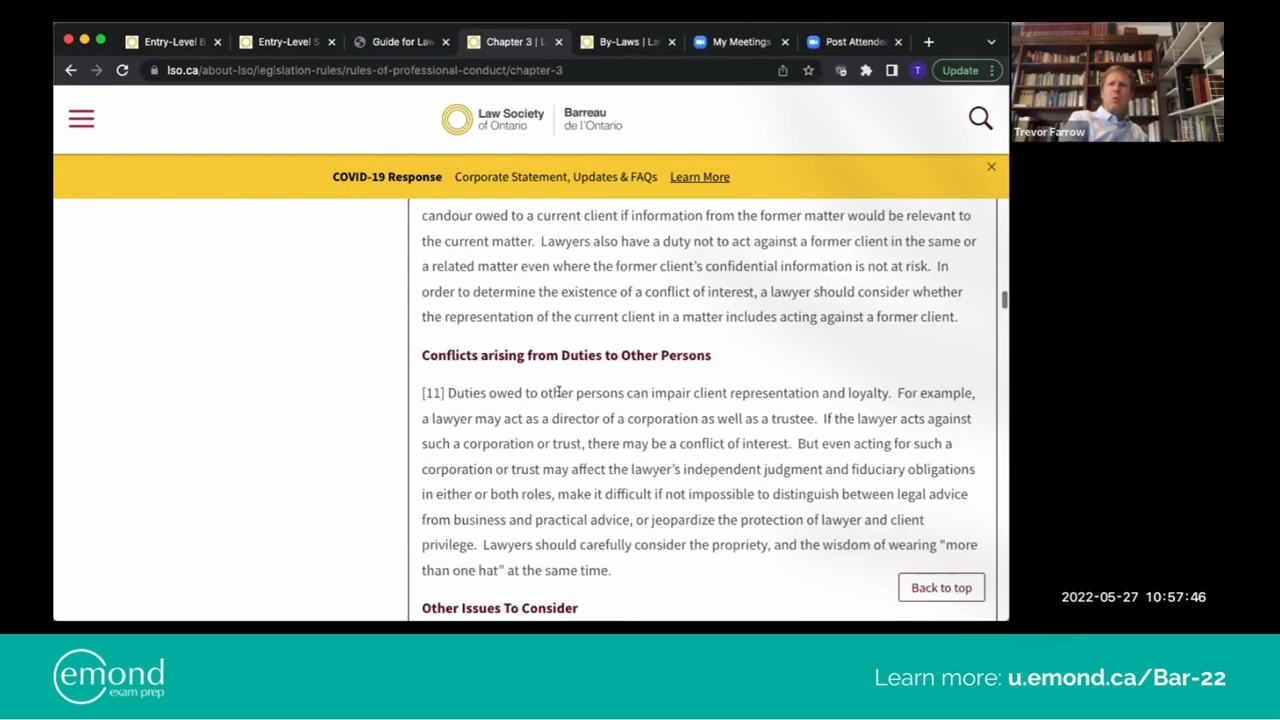 Entry-Level B
Entry-Level S
Guide for Law
Chapter 3 | L
By-Laws | La
My Meetings
Post Attende
lso.ca/about-lso/legislation-rules/rules-of-professional-conduct/chapter-3
T
Update
Trevor Farrow
Law Society
of Ontario
Barreau
de l'Ontario
COVID-19 Response Corporate Statement, Updates & FAQs Learn More
candour owed to a current client if information from the former matter would be relevant to
the current matter. Lawyers also have a duty not to act against a former client in the same or
a related matter even where the former client's confidential information is not at risk. In
order to determine the existence of a conflict of interest, a lawyer should consider whether
the representation of the current client in a matter includes acting against a former client.
Conflicts arising from Duties to Other Persons
[11] Duties owed to other persons can impair client representation and loyalty. For example,
a lawyer may act as a director of a corporation as well as a trustee. If the lawyer acts against
such a corporation or trust, there may be a conflict of interest. But even acting for such a
corporation or trust may affect the lawyer's independent judgment and fiduciary obligations
in either or both roles, make it difficult if not impossible to distinguish between legal advice
from business and practical advice, or jeopardize the protection of lawyer and client
privilege. Lawyers should carefully consider the propriety, and the wisdom of wearing "more
than one hat" at the same time.
Back to top
Other Issues To Consider
2022-05-27 10:57:46
emond
exam prep
Learn more: u.emond.ca/Bar-22